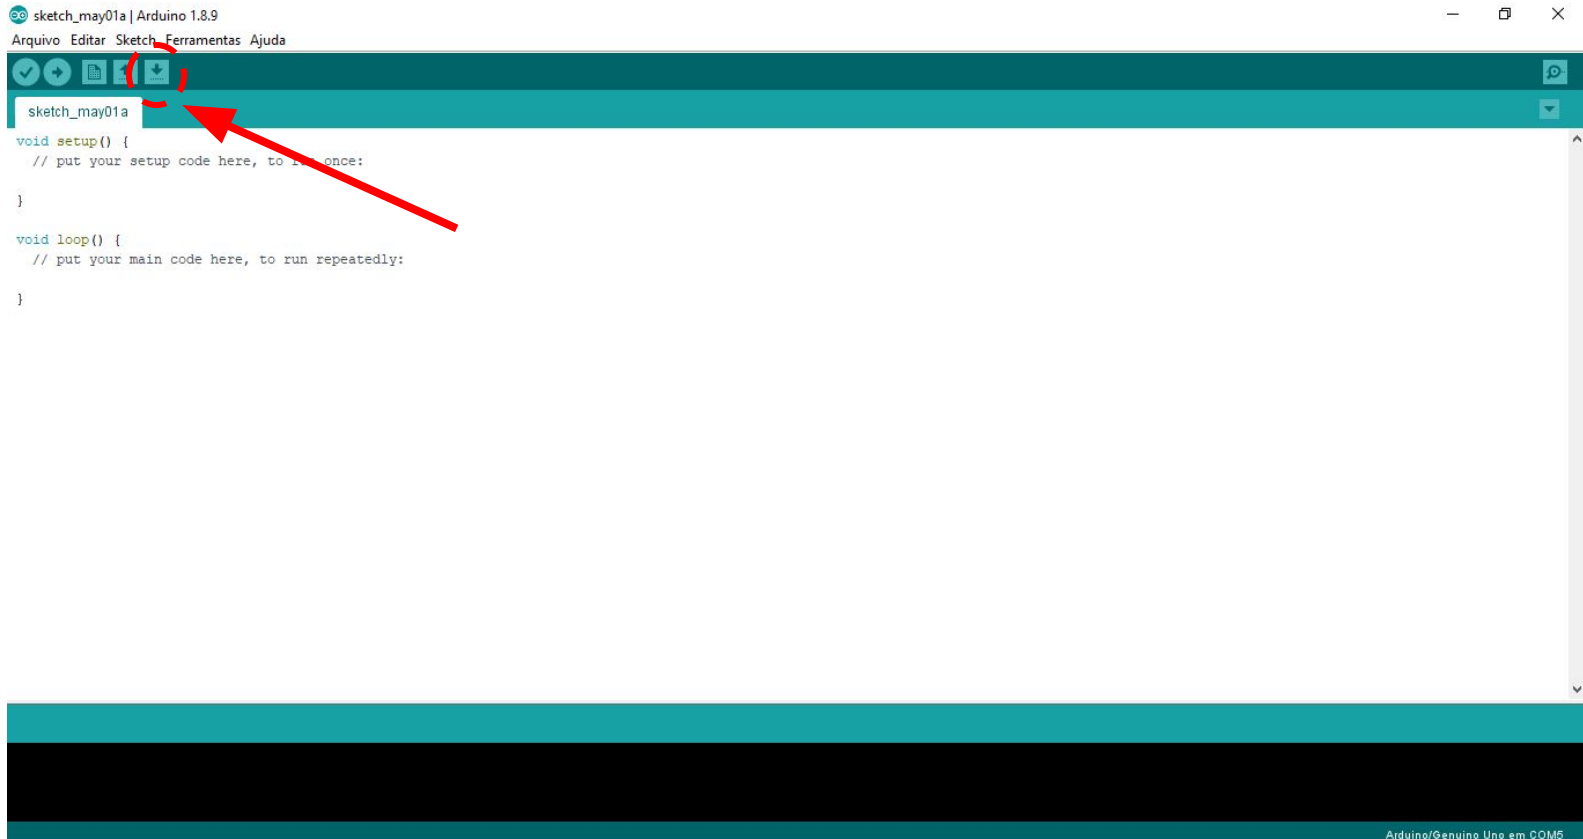 sketch_may01a | Arduino 1.8.9
Arquivo Editar Sketch Ferramentas Ajuda
sketch_may01a
void setup() {
// put your setup code here, to run once:
}
void loop() {
// put your main code here, to run repeatedly:
}
Arduino/Genuino Uno em COM5